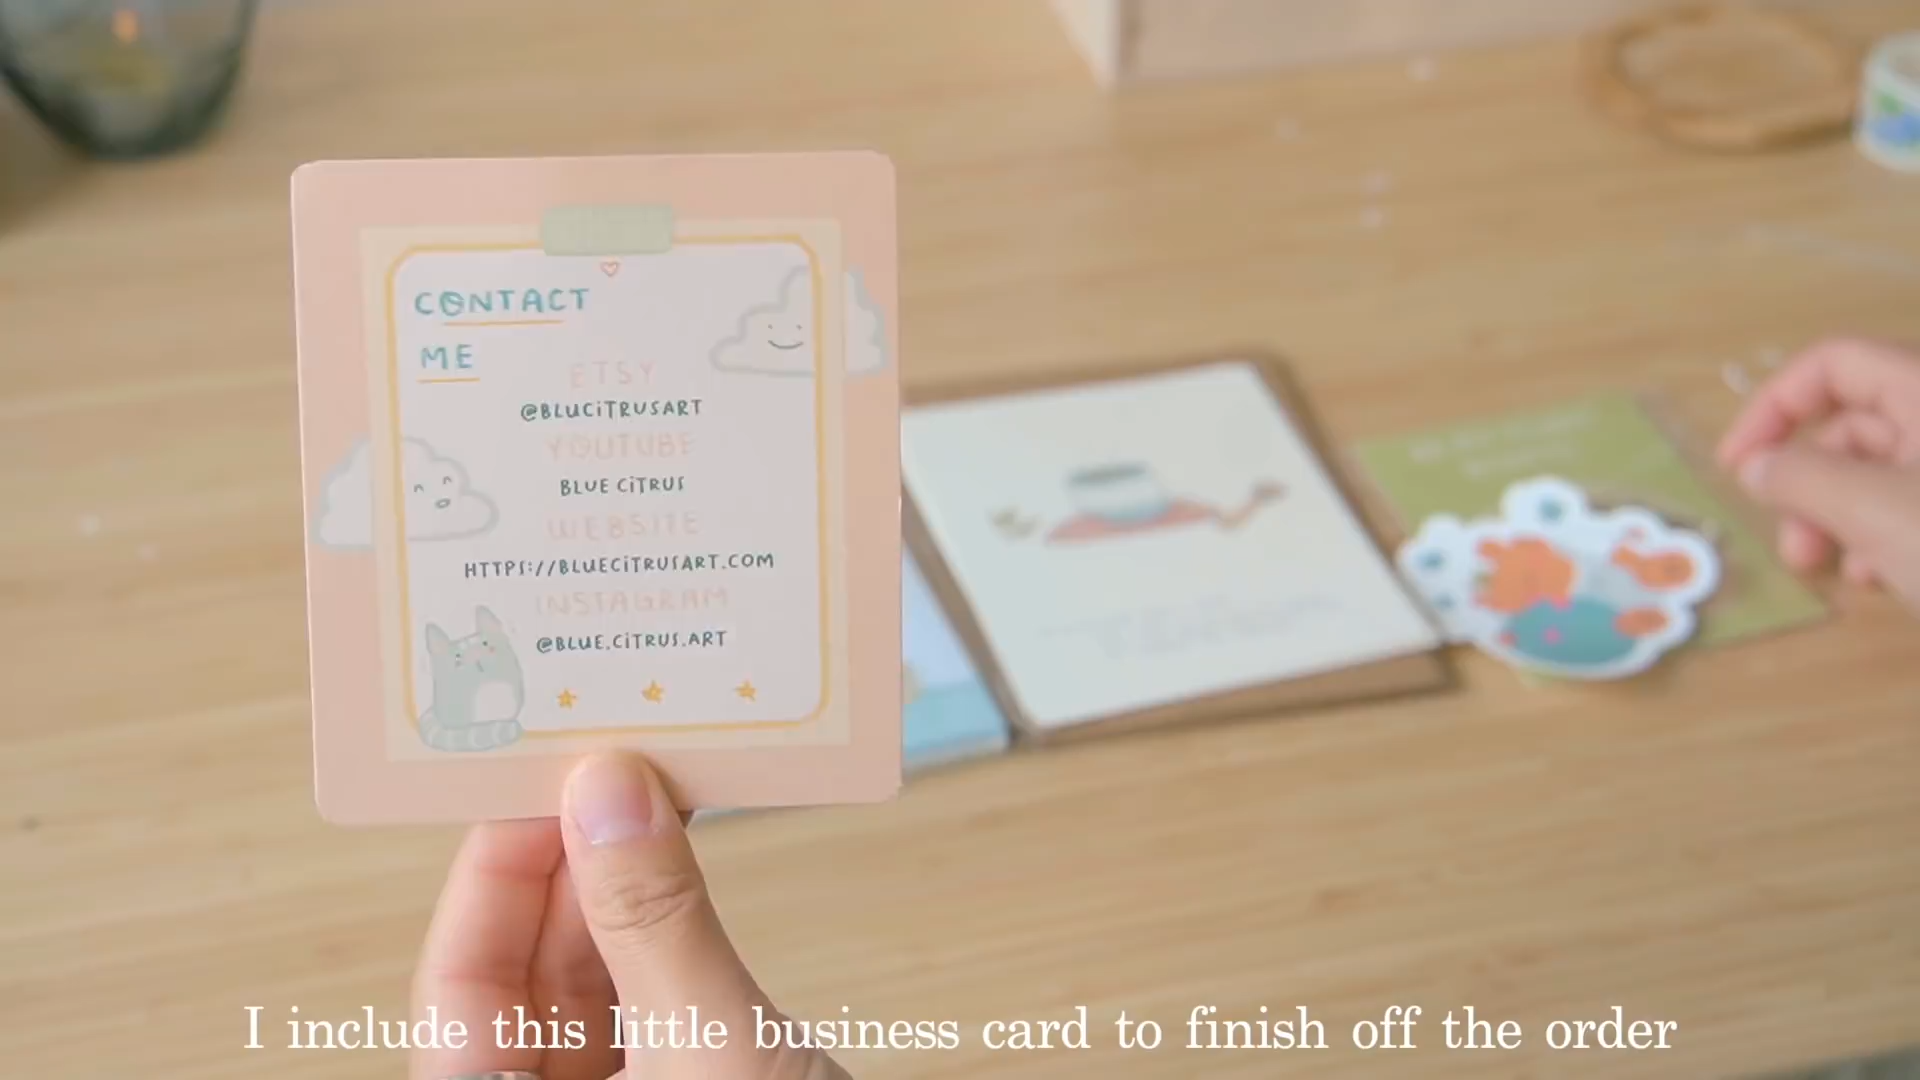 CONTACT
ME
ETSY
@BLUCiTRUSART
YOUTUBE
BLUE CiTRUS
WEBSITE
HTTPS://BLUECiTRUSART.COM
INSTAGRAM
@BLUE.CiTRUS.ART
I include this little business card to finish off the order